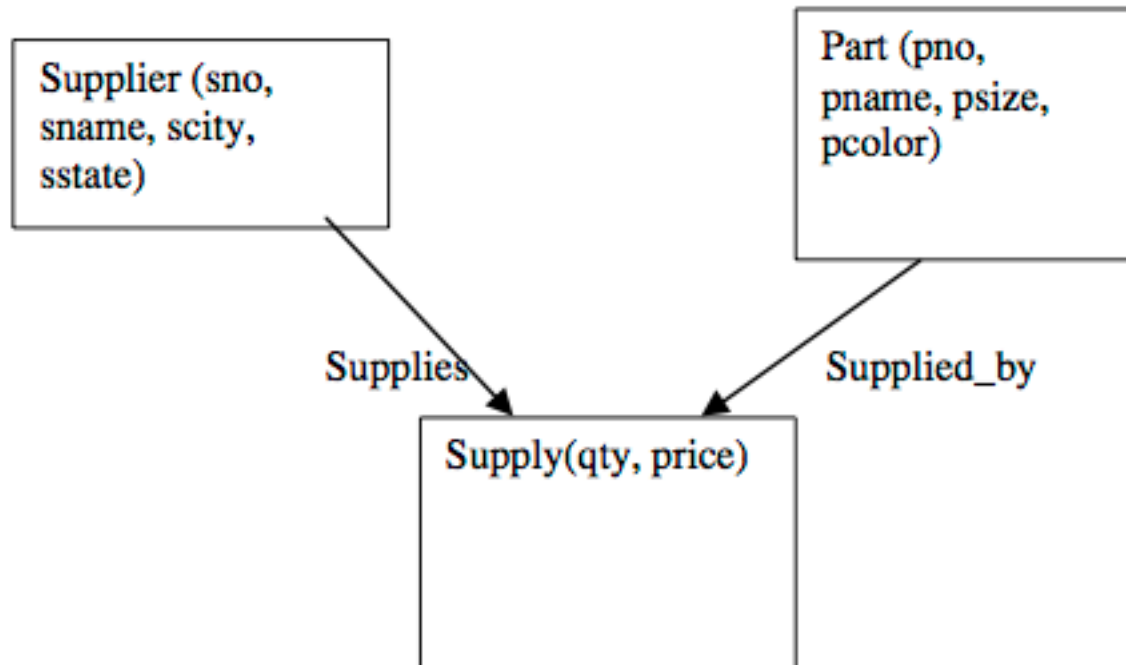 Supplier (sno,
sname, scity,
sstate)
Part (pno,
pname, psize,
pcolor)
Supplies
Supplied_by
Supply(qty, price)